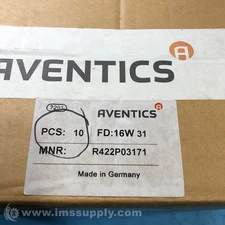 AVENTICS
AVENTICS
PCS: 10 FD:16W 31
MNR: R422P03171
Made in Germany
www.imssupply.com